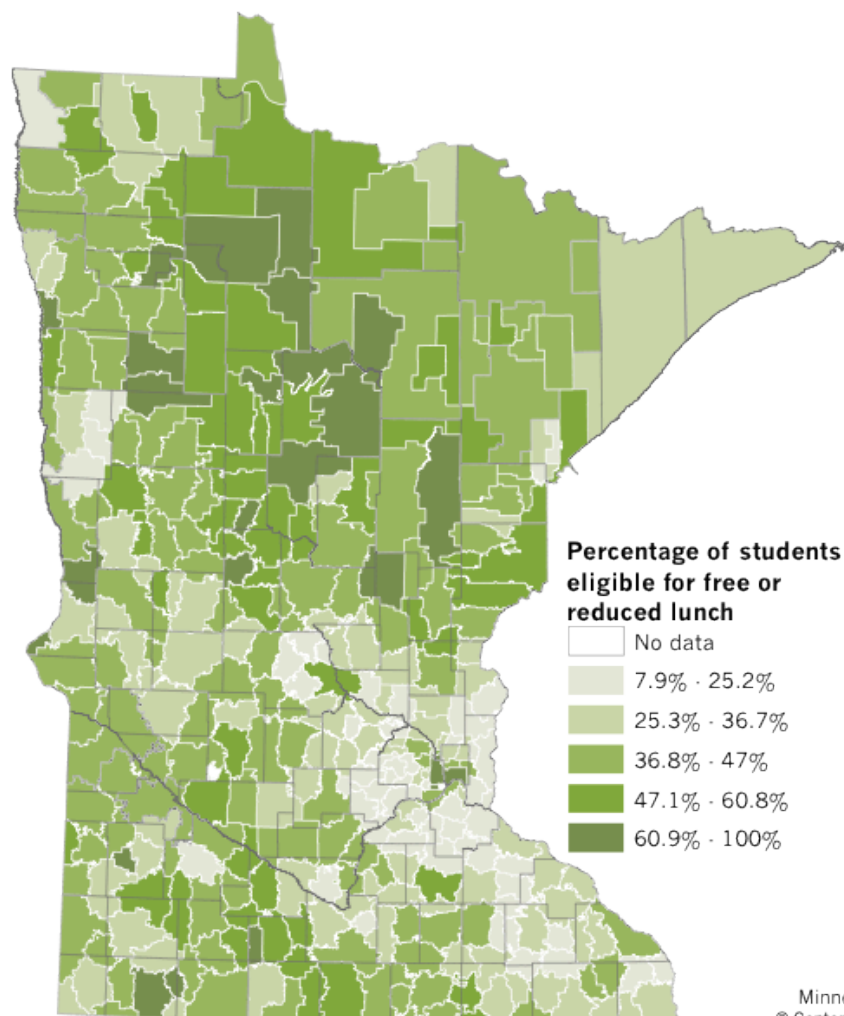 Percentage of students
eligible for free or
reduced lunch
No data
7.9% - 25.2%
25.3% - 36.7%
36.8% - 47%
47.1% - 60.8%
60.9% - 100%
Minne